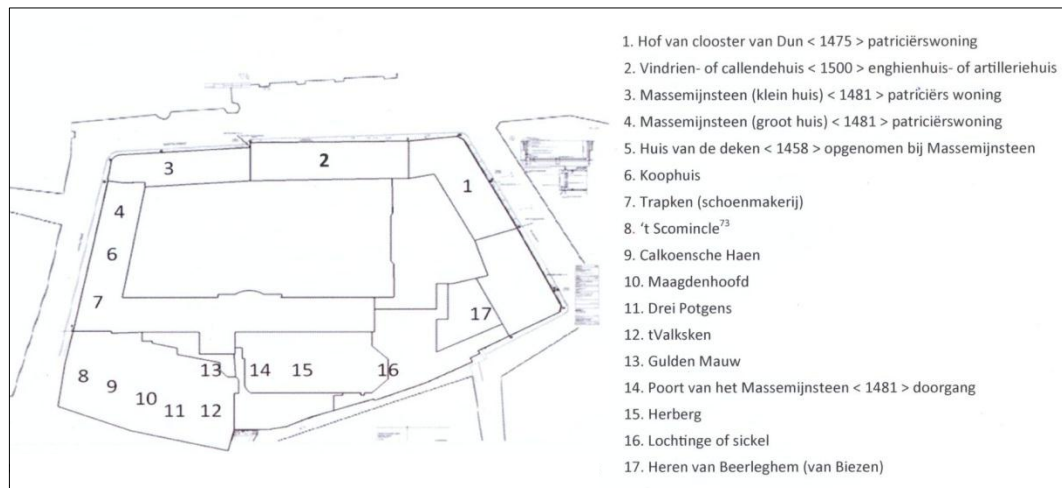 1. Hof van clooster van Dun < 1475 > patriciërswoning
2. Vindrien- of callendehuis < 1500 > enghienhuis- of artilleriehuis
3. Massemijnsteen (klein huis) < 1481 > patriciërs woning
4. Massemijnsteen (groot huis) < 1481 > patriciërswoning
5. Huis van de deken < 1458 > opgenomen bij Massemijnsteen
6. Koophuis
7. Trapken (schoenmakerij)
8. ‘t Scomincle73
9. Calkoensche Haen
10. Maagdenhoofd
11. Drei Potgens
12. tValksken
13. Gulden Mauw
14. Poort van het Massemijnsteen < 1481 > doorgang
15. Herberg
16. Lochtinge of sickel
17. Heren van Beerleghem (van Biezen)
2
3
1
4
6
7
17
13
14
15
16
8
9
10
11
12